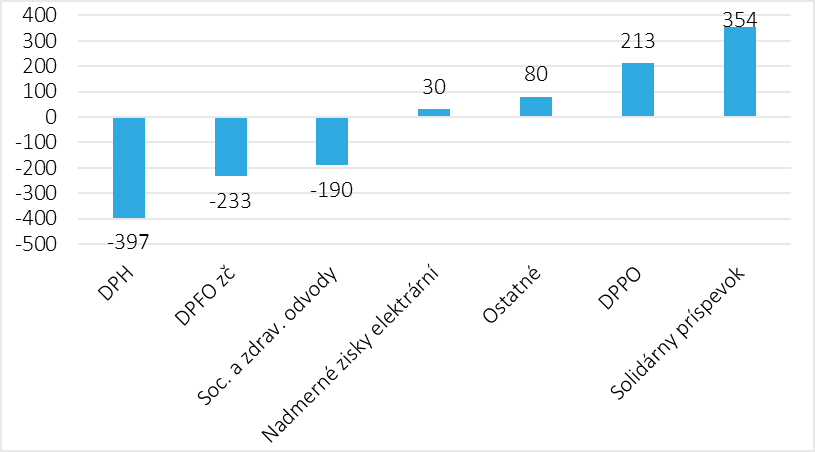 400
300
200
100
0
-100
-200
-300
-400
-500
-397
-233
-190
30
80
213
354
DPH
DPFO zč
Soc. a zdrav. odvody
Nadmerné zisky elektrární
Ostatné
DPPO
Solidárny príspevok